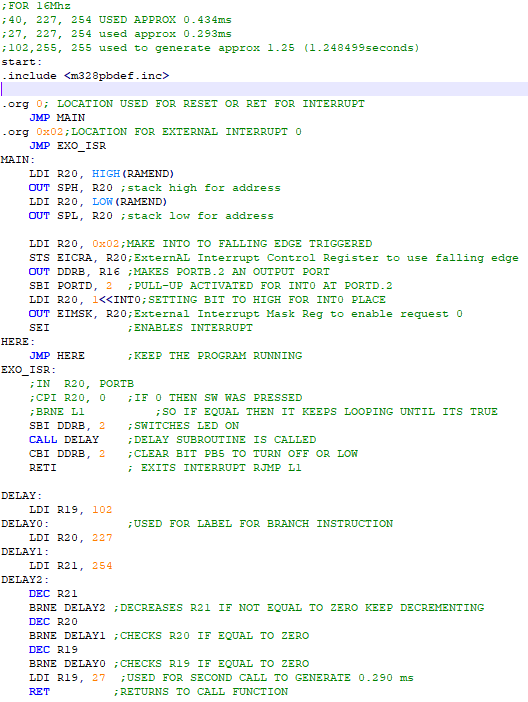 ;FOR 16Mhz
;40, 227, 254 USED APPROX 0.434ms
;27, 227, 254 used approx 0.293ms
;102,255, 255 used to generate approx 1.25 (1.248499seconds)
start:
.include <m328pbdef.inc>
.org 0; LOCATION USED FOR RESET OR RET FOR INTERRUPT
    JMP MAIN
.org 0x02;LOCATION FOR EXTERNAL INTERRUPT 0
    JMP EXO_ISR
MAIN:
    LDI R20, HIGH(RAMEND)
    OUT SPH, R20 ;stack high for address
    LDI R20, LOW(RAMEND)
    OUT SPL, R20 ;stack low for address
    LDI R20, 0x02;MAKE INTO TO FALLING EDGE TRIGGERED
    STS EICRA, R20;ExternAL Interrupt Control Register to use falling edge
    OUT DDRB, R16 ;MAKES PORTB.2 AN OUTPUT PORT
    SBI PORTD, 2  ;PULL-UP ACTIVATED FOR INT0 AT PORTD.2
    LDI R20, 1<<INT0;SETTING BIT TO HIGH FOR INT0 PLACE
    OUT EIMSK, R20;External Interrupt Mask Reg to enable request 0
    SEI           ;ENABLES INTERRUPT
HERE:
    JMP HERE      ;KEEP THE PROGRAM RUNNING
EXO_ISR:
    ;IN  R20, PORTB
    ;CPI R20, 0   ;IF 0 THEN SW WAS PRESSED
    ;BRNE L1          ;SO IF EQUAL THEN IT KEEPS LOOPING UNTIL ITS TRUE
    SBI DDRB, 2   ;SWITCHES LED ON
    CALL DELAY    ;DELAY SUBROUTINE IS CALLED
    CBI DDRB, 2   ;CLEAR BIT PB5 TO TURN OFF OR LOW
    RETI          ; EXITS INTERRUPT RJMP L1
DELAY:
    LDI R19, 102
DELAY0:           ;USED FOR LABEL FOR BRANCH INSTRUCTION
    LDI R20, 227
DELAY1:
    LDI R21, 254
DELAY2:
    DEC R21
    BRNE DELAY2 ;DECREASES R21 IF NOT EQUAL TO ZERO KEEP DECREMENTING
    DEC R20
    BRNE DELAY1 ;CHECKS R20 IF EQUAL TO ZERO
    DEC R19
    BRNE DELAY0 ;CHECKS R19 IF EQUAL TO ZERO
    LDI R19, 27  ;USED FOR SECOND CALL TO GENERATE 0.290 ms
    RET         ;RETURNS TO CALL FUNCTION